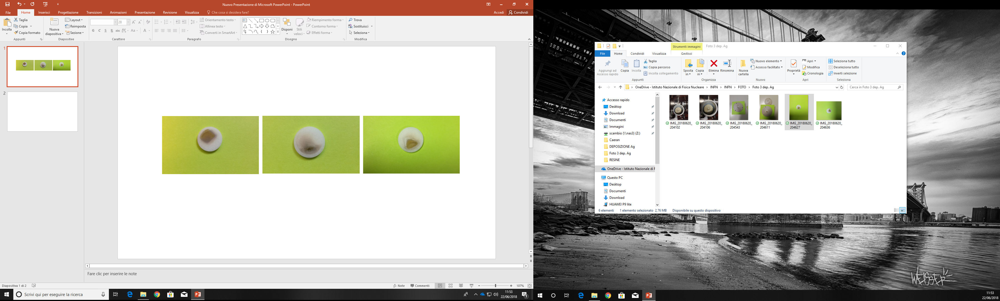 Nuovo Presentazione di Microsoft PowerPoint - PowerPoint
File Home Inserisci Progettazione Transizioni Animazioni Presentazione Revisione Visualizza Che cosa si desidera fare? Accedi Condividi
Incolla
Taglia
Copia
Copia formato
Appunti
Nuova diapositiva
Layout
Reimposta
Sezione
Diapositive
28
G C S S abc AV Aa A
Carattere
Orientamento testo
Allinea testo
Converti in SmartArt
Paragrafo
Disponi
Stili veloci
Riempimento forma
Contorno forma
Effetti forma
Disegno
Trova
Sostituisci
Seleziona
Modifica
1
2
Fare clic per inserire le note
Diapositiva 1 di 2
Note Commenti 107%
Scrivi qui per eseguire la ricerca
11:53
22/06/2018
3
Strumenti immagini Foto 3 dep. Ag
File Home Condividi Visualizza Gestisci
Aggiungi ad Accesso rapido
Copia
Incolla
Taglia
Copia percorso
Incolla collegamento
Appunti
Sposta in
Copia in
Elimina
Rinomina
Organizza
Nuova cartella
Nuovo elemento
Accesso facilitato
Nuovo
Proprietà
Apri
Modifica
Cronologia
Apri
Seleziona tutto
Deseleziona tutto
Inverti selezione
Seleziona
OneDrive - Istituto Nazionale di Fisica Nucleare > INFN > INFN > FOTO > Foto 3 dep. Ag
Cerca in Foto 3 dep. Ag
Accesso rapido
Desktop
Download
Documenti
Immagini
scambio (\\nas3) (Z:)
Caeran
DEPOSIZIONE Ag
Foto 3 dep. Ag
RESINE
OneDrive - Istituto Nazionale di F
Questo PC
Desktop
Documenti
Download
HUAWEI P9 lite
IMG_20180620_204102
IMG_20180620_204106
IMG_20180620_204543
IMG_20180620_204611
IMG_20180620_204627
IMG_20180620_204636
6 elementi 1 elemento selezionato 2,76 MB Disponibile su questo dispositivo
11:53
22/06/2018